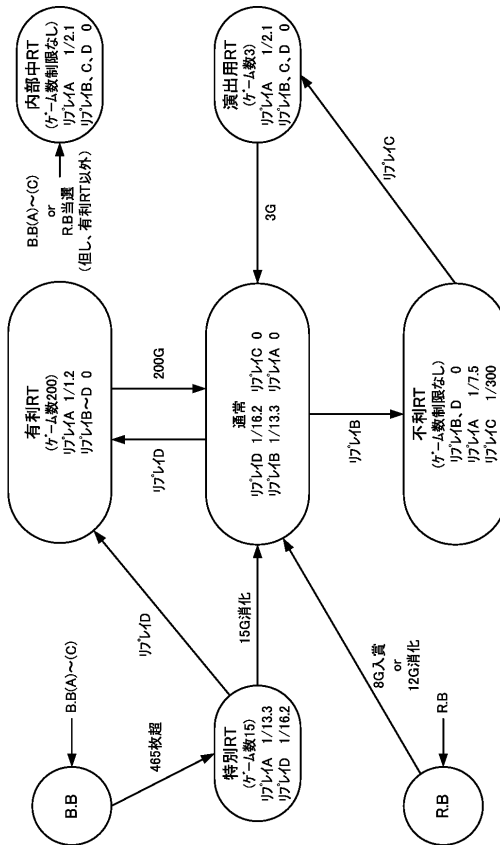 B.B
B.B(A)～(C)
465枚超
特別RT
(ゲーム数15)
リプレイA 1/13.3
リプレイD 1/16.2
リプレイD
15G消化
R.B
R.B
8G入賞
or
12G消化
有利RT
(ゲーム数200)
リプレイA 1/1.2
リプレイB～D 0
リプレイD
200G
通常
リプレイD 1/16.2 リプレイC 0
リプレイB 1/13.3 リプレイA 0
リプレイB
不利RT
(ゲーム数制限なし)
リプレイB、D 0
リプレイA 1/7.5
リプレイC 1/300
B.B(A)～(C)
or
R.B当選
(但し、有利RT以外)
内部中RT
(ゲーム数制限なし)
リプレイA 1/2.1
リプレイB、C、D 0
3G
演出用RT
(ゲーム数3)
リプレイA 1/2.1
リプレイB、C、D 0
リプレイC